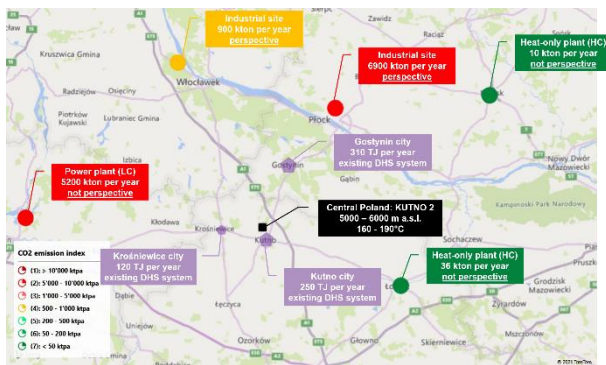 Industrial site
900 kton per year
perspective
Industrial site
6900 kton per year
perspective
Heat-only plant (HC)
10 kton per year
not perspective
Zawidz
Raciąż
Kruszwica Gmina
Włocławek
Radziejów
Osięciny
Piotrków
Kujawski
Lubraniec Gmina
Płock
Gostynin city
310 TJ per year
existing DHS system
Nowy Dwór
Mazowiecki
Izbica
Power plant (LC)
5200 kton per year
not perspective
Gostynin
Gąbin
Kampinoski Park Narodowy
Central Poland: KUTNO 2
5000 – 6000 m a.s.l.
160 - 190°C
Kłodawa
Krośniewice
Kutno
Sochaczew
Krośniewice city
120 TJ per year
existing DHS system
Kutno city
250 TJ per year
existing DHS system
Heat-only plant (HC)
36 kton per year
not perspective
CO2 emission index
(1): > 10'000 ktpa
(2): 5'000 - 10'000 ktpa
(3): 1'000 - 5'000 ktpa
(4): 500 - 1'000 ktpa
(5): 200 - 500 ktpa
(6): 50 - 200 ktpa
(7): < 50 ktpa
Dąbie
Łęczyca
Grodzisk
Mazowiecki
Żyrardów
Uniejów
Ozorków
Głowno
Skierniewice
Mszczonów
© 2021 TomTom